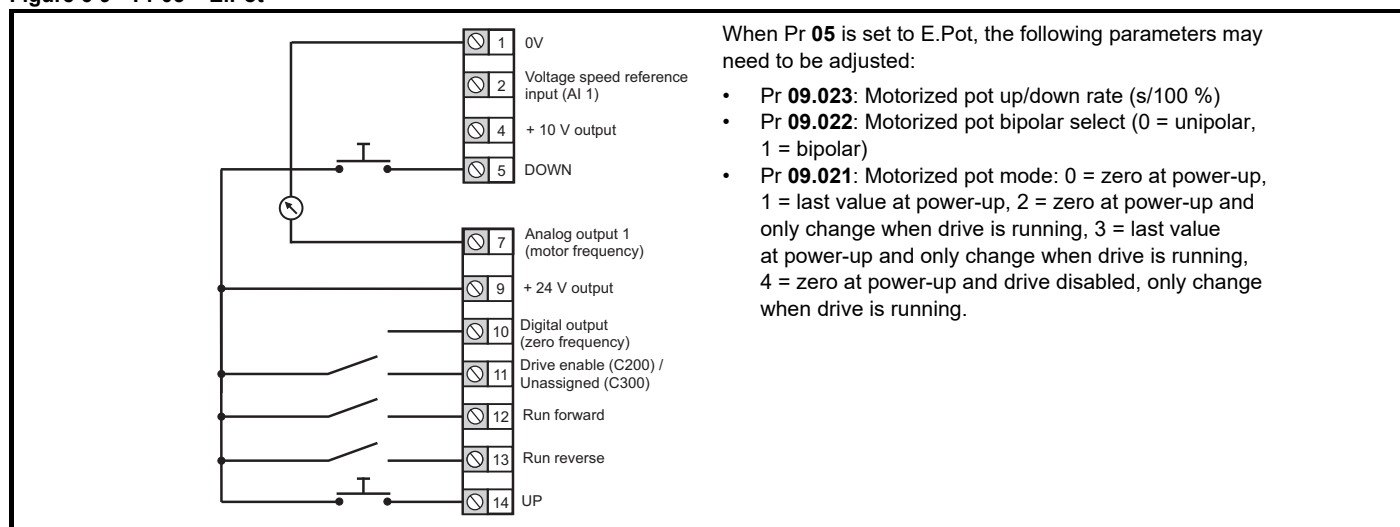 1 0V
2 Voltage speed reference
input (AI 1)
4 + 10 V output
5 DOWN
7 Analog output 1
(motor frequency)
9 + 24 V output
10 Digital output
(zero frequency)
11 Drive enable (C200) /
Unassigned (C300)
12 Run forward
13 Run reverse
14 UP
When Pr 05 is set to E.Pot, the following parameters may
need to be adjusted:
• Pr 09.023: Motorized pot up/down rate (s/100 %)
• Pr 09.022: Motorized pot bipolar select (0 = unipolar,
1 = bipolar)
• Pr 09.021: Motorized pot mode: 0 = zero at power-up,
1 = last value at power-up, 2 = zero at power-up and
only change when drive is running, 3 = last value
at power-up and only change when drive is running,
4 = zero at power-up and drive disabled, only change
when drive is running.